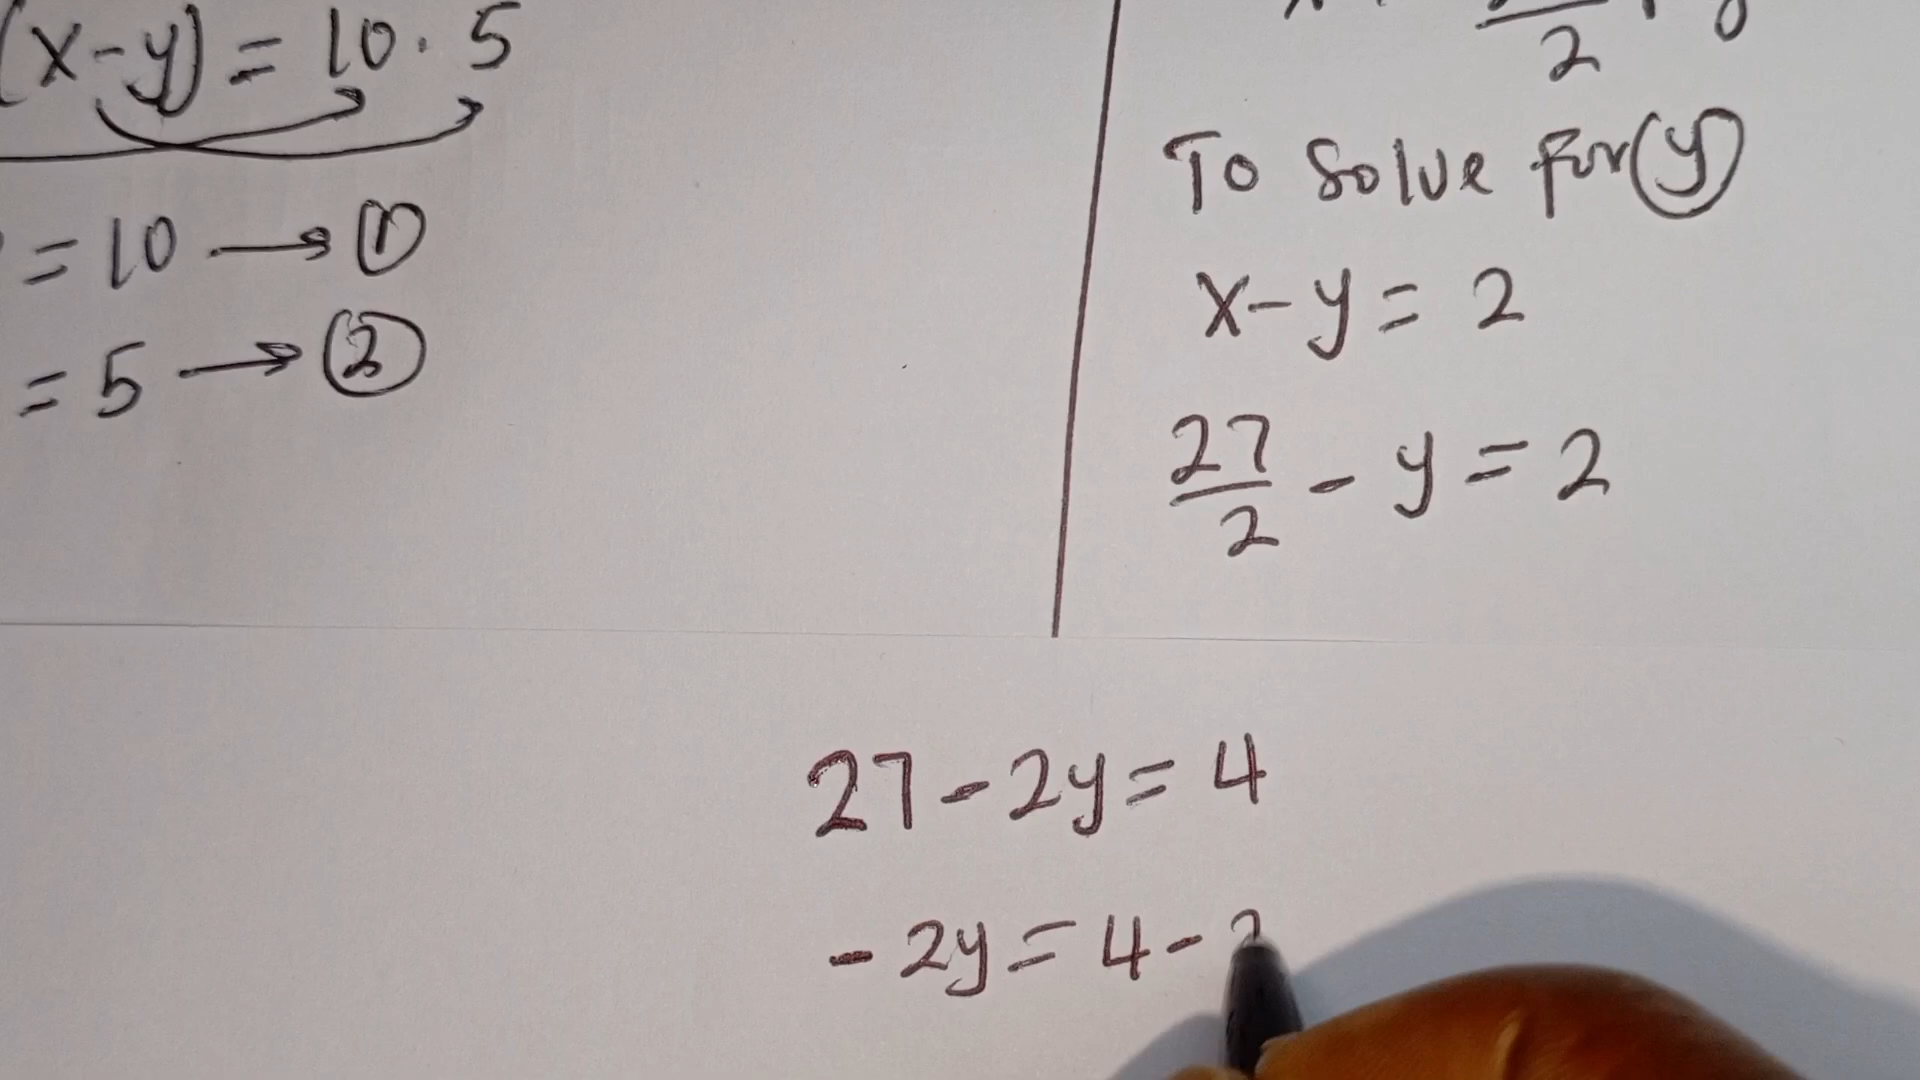 (x-y) = 10 . 5
= 10 → ①
= 5 → ②
2
To Solve for (y)
x - y = 2
27/2 - y = 2
27 - 2y = 4
- 2y = 4 -